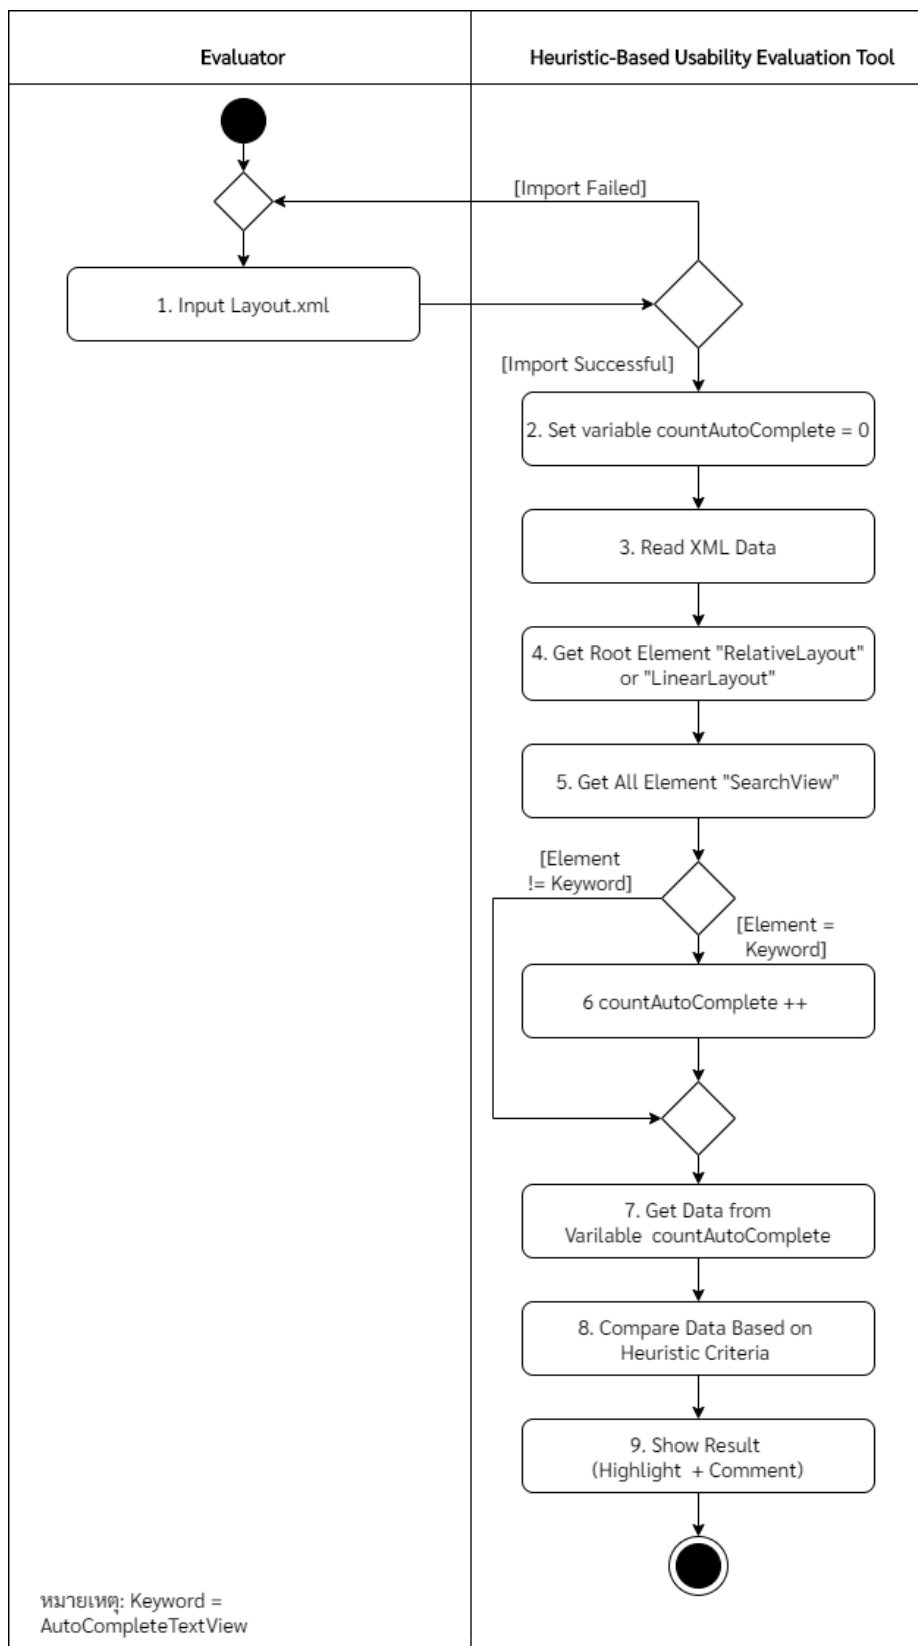 Evaluator
Heuristic-Based Usability Evaluation Tool
[Import Failed]
1. Input Layout.xml
[Import Successful]
2. Set variable countAutoComplete = 0
3. Read XML Data
4. Get Root Element "RelativeLayout"
or "LinearLayout"
5. Get All Element "SearchView"
[Element
!= Keyword]
[Element =
Keyword]
6 countAutoComplete ++
7. Get Data from
Varilable countAutoComplete
8. Compare Data Based on
Heuristic Criteria
9. Show Result
(Highlight + Comment)
หมายเหตุ: Keyword =
AutoCompleteTextView